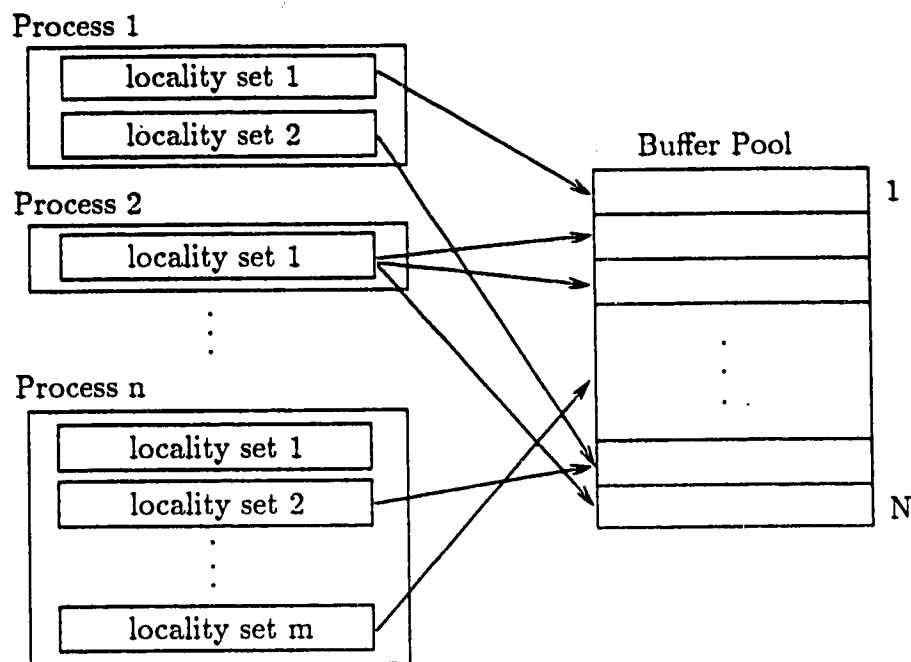 Process 1
locality set 1
locality set 2
Process 2
locality set 1
Process n
locality set 1
locality set 2
locality set m
Buffer Pool
1
N